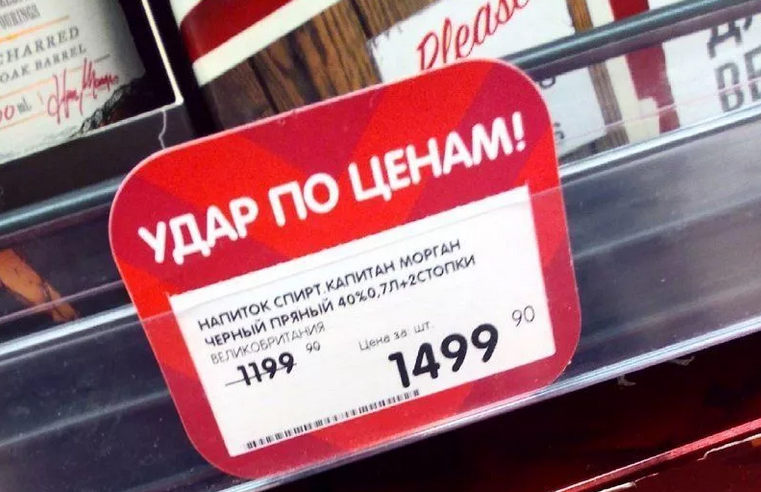 CHARRED
OAK BARREL
Please
УДАР ПО ЦЕНАМ!
НАПИТОК СПИРТ.КАПИТАН МОРГАН
ЧЕРНЫЙ ПРЯНЫЙ 40%0,7Л+2СТОПКИ
ВЕЛИКОБРИТАНИЯ
1199 90
Цена за: шт.
1499 90